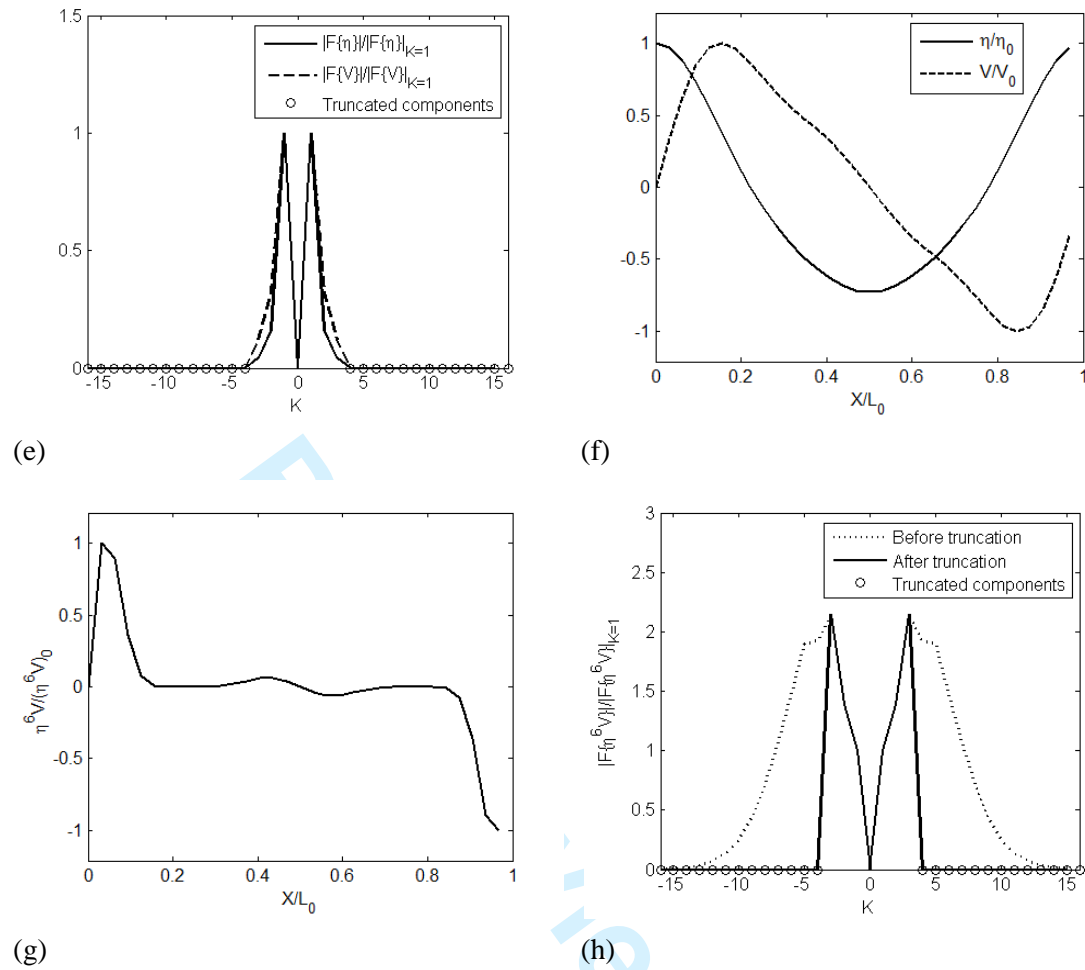 1.5
1
0.5
0
|F{η}|/|F{η}|K=1
|F{V}|/|F{V}|K=1
Truncated components
-15 -10 -5 0 5 10 15
K
(e)
1
0.5
0
-0.5
-1
η/η0
V/V0
0 0.2 0.4 0.6 0.8 1
X/L0
(f)
1
0.5
0
-0.5
-1
η6V/(η6V)0
0 0.2 0.4 0.6 0.8 1
X/L0
(g)
3
2.5
2
1.5
1
0.5
0
|F{η6V}|/|F{η6V}|K=1
Before truncation
After truncation
Truncated components
-15 -10 -5 0 5 10 15
K
(h)